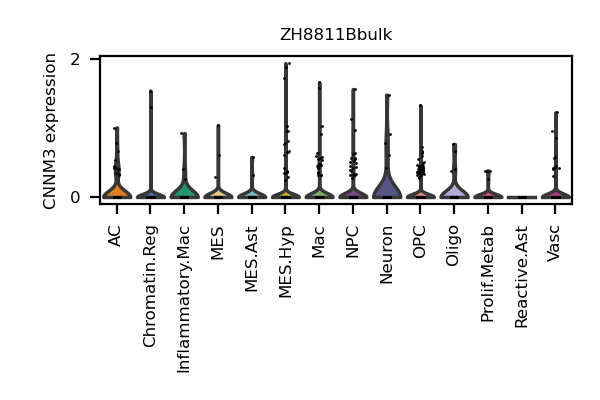 ZH8811Bbulk
CNNM3 expression
2
0
AC
Chromatin.Reg
Inflammatory.Mac
MES
MES.Ast
MES.Hyp
Mac
NPC
Neuron
OPC
Oligo
Prolif.Metab
Reactive.Ast
Vasc